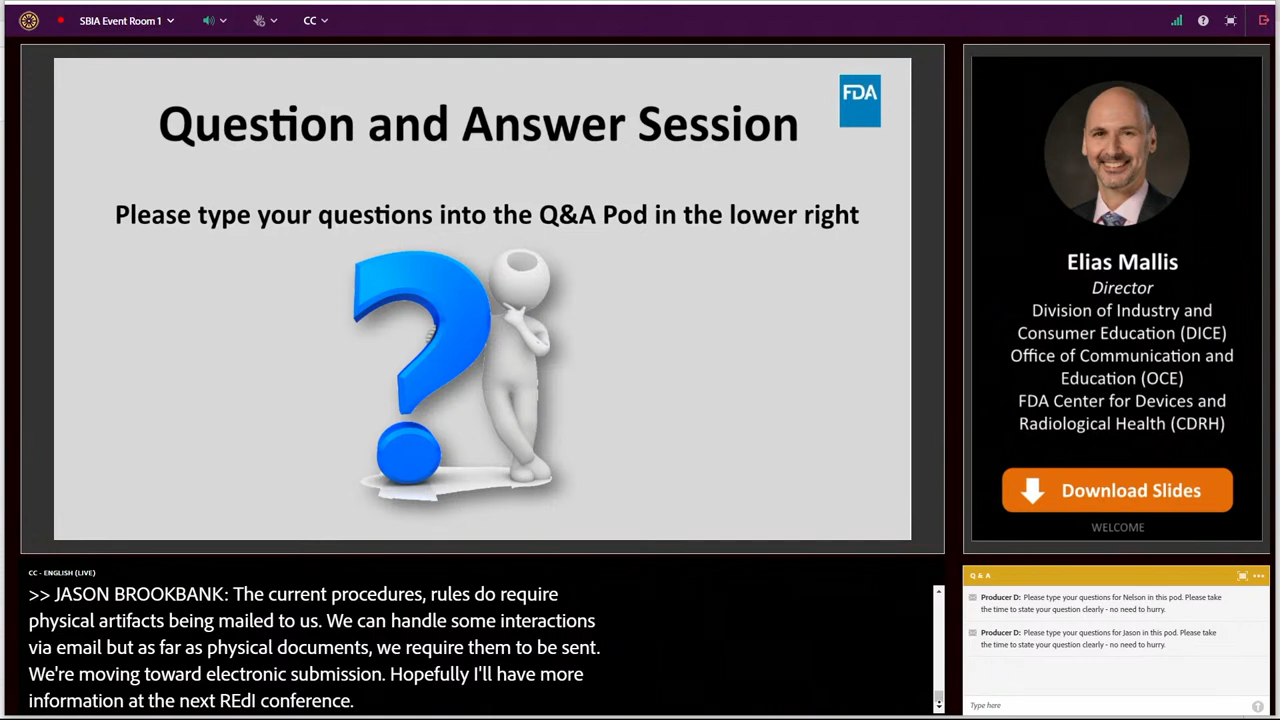 SBIA Event Room 1
CC
FDA
Question and Answer Session
Please type your questions into the Q&A Pod in the lower right
Elias Mallis
Director
Division of Industry and
Consumer Education (DICE)
Office of Communication and
Education (OCE)
FDA Center for Devices and
Radiological Health (CDRH)
Download Slides
WELCOME
CC - ENGLISH (LIVE)
>> JASON BROOKBANK: The current procedures, rules do require
physical artifacts being mailed to us. We can handle some interactions
via email but as far as physical documents, we require them to be sent.
We're moving toward electronic submission. Hopefully I'll have more
information at the next REdI conference.
Q & A
Producer D: Please type your questions for Nelson in this pod. Please take
the time to state your question clearly - no need to hurry.
Producer D: Please type your questions for Jason in this pod. Please take
the time to state your question clearly - no need to hurry.
Type here